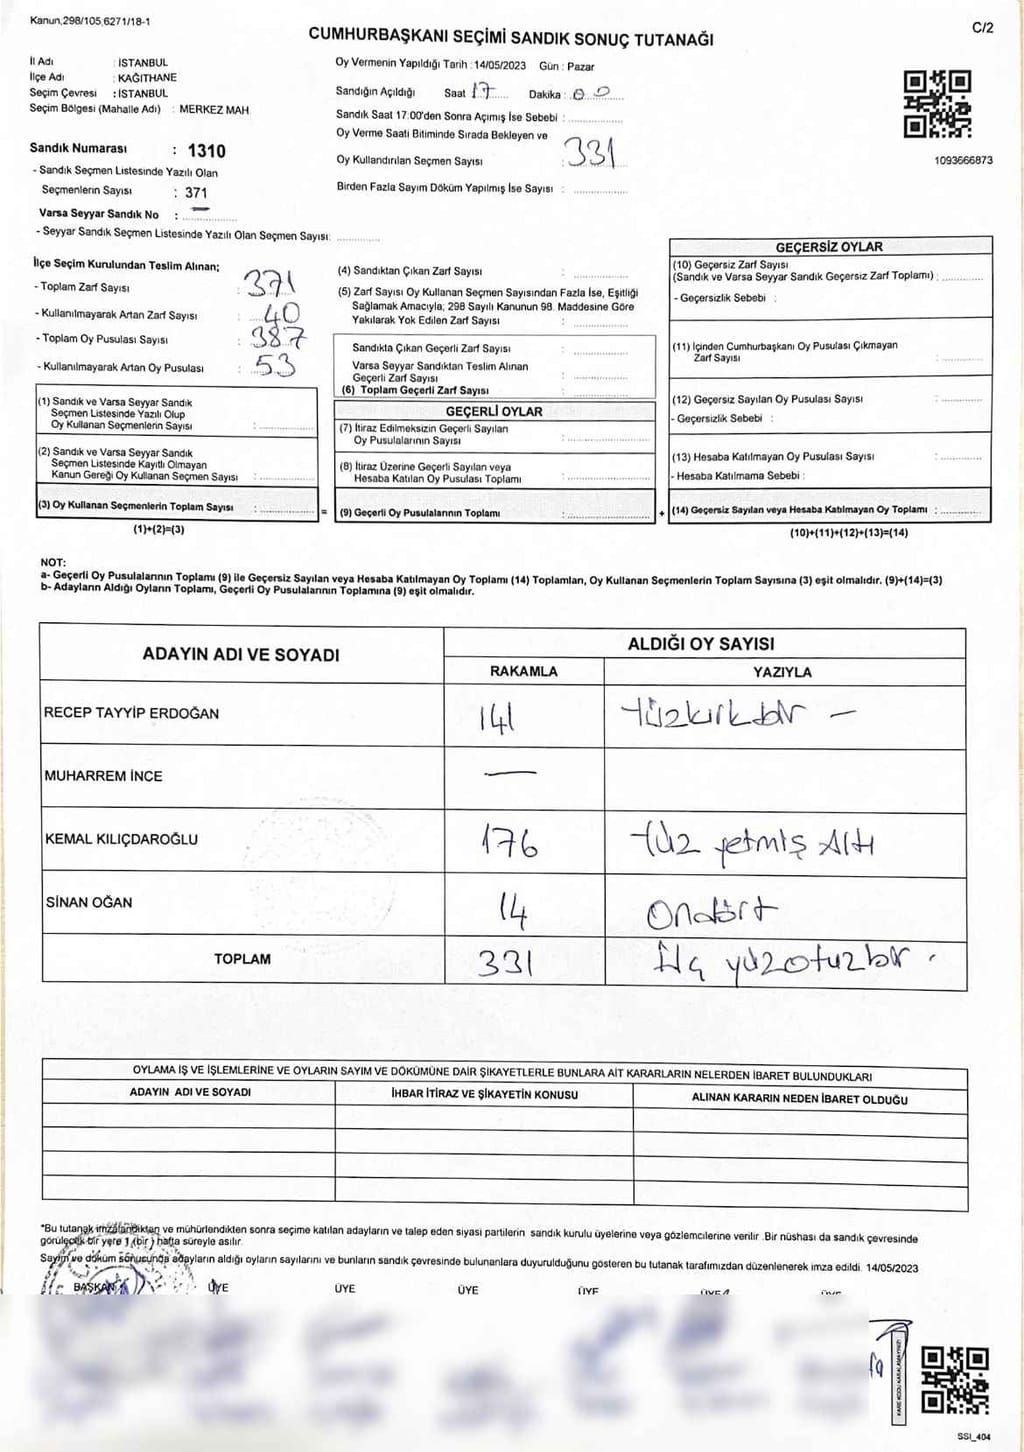 Kanun,298/105,6271/18-1
C/2
CUMHURBAŞKANI SEÇİMİ SANDIK SONUÇ TUTANAĞI
İl Adı : İSTANBUL
İlçe Adı : KAĞITHANE
Seçim Çevresi : İSTANBUL
Seçim Bölgesi (Mahalle Adı) : MERKEZ MAH
Sandık Numarası : 1310
- Sandık Seçmen Listesinde Yazılı Olan
Seçmenlerin Sayısı : 371
Varsa Seyyar Sandık No : —
- Seyyar Sandık Seçmen Listesinde Yazılı Olan Seçmen Sayısı:
Oy Vermenin Yapıldığı Tarih : 14/05/2023 Gün : Pazar
Sandığın Açıldığı Saat 17 Dakika : 00
Sandık Saat 17:00'den Sonra Açımış İse Sebebi :
Oy Verme Saati Bitiminde Sırada Bekleyen ve
Oy Kullandırılan Seçmen Sayısı : 331
Birden Fazla Sayım Döküm Yapılmış İse Sayısı :
1093666873
İlçe Seçim Kurulundan Teslim Alınan;
- Toplam Zarf Sayısı : 371
- Kullanılmayarak Artan Zarf Sayısı : 40
- Toplam Oy Pusulası Sayısı : 387
- Kullanılmayarak Artan Oy Pusulası : 53
(1) Sandık ve Varsa Seyyar Sandık
Seçmen Listesinde Yazılı Olup
Oy Kullanan Seçmenlerin Sayısı :
(2) Sandık ve Varsa Seyyar Sandık
Seçmen Listesinde Kayıtlı Olmayan
Kanun Gereği Oy Kullanan Seçmen Sayısı :
(3) Oy Kullanan Seçmenlerin Toplam Sayısı :
(1)+(2)=(3)
=
(4) Sandıktan Çıkan Zarf Sayısı :
(5) Zarf Sayısı Oy Kullanan Seçmen Sayısından Fazla İse, Eşitliği
Sağlamak Amacıyla; 298 Sayılı Kanunun 98. Maddesine Göre
Yakılarak Yok Edilen Zarf Sayısı :
Sandıkta Çıkan Geçerli Zarf Sayısı :
Varsa Seyyar Sandıktan Teslim Alınan
Geçerli Zarf Sayısı :
(6) Toplam Geçerli Zarf Sayısı :
GEÇERLİ OYLAR
(7) İtiraz Edilmeksizin Geçerli Sayılan
Oy Pusulalarının Sayısı :
(8) İtiraz Üzerine Geçerli Sayılan veya
Hesaba Katılan Oy Pusulası Toplamı :
(9) Geçerli Oy Pusulalarının Toplamı :
+
GEÇERSİZ OYLAR
(10) Geçersiz Zarf Sayısı
(Sandık ve Varsa Seyyar Sandık Geçersiz Zarf Toplamı) :
- Geçersizlik Sebebi :
(11) İçinden Cumhurbaşkanı Oy Pusulası Çıkmayan
Zarf Sayısı :
(12) Geçersiz Sayılan Oy Pusulası Sayısı :
- Geçersizlik Sebebi :
(13) Hesaba Katılmayan Oy Pusulası Sayısı :
- Hesaba Katılmama Sebebi :
(14) Geçersiz Sayılan veya Hesaba Katılmayan Oy Toplamı :
(10)+(11)+(12)+(13)=(14)
NOT:
a- Geçerli Oy Pusulalarının Toplamı (9) ile Geçersiz Sayılan veya Hesaba Katılmayan Oy Toplamı (14) Toplamları, Oy Kullanan Seçmenlerin Toplam Sayısına (3) eşit olmalıdır. (9)+(14)=(3)
b- Adayların Aldığı Oyların Toplamı, Geçerli Oy Pusulalarının Toplamına (9) eşit olmalıdır.
ADAYIN ADI VE SOYADI
ALDIĞI OY SAYISI
RAKAMLA YAZIYLA
RECEP TAYYİP ERDOĞAN 141 Yüzkırkbir —
MUHARREM İNCE —
KEMAL KILIÇDAROĞLU 176 Yüz yetmiş Altı
SİNAN OĞAN 14 Ondört
TOPLAM 331 Üç yüzotuzbir
OYLAMA İŞ VE İŞLEMLERİNE VE OYLARIN SAYIM VE DÖKÜMÜNE DAİR ŞİKAYETLERLE BUNLARA AİT KARARLARIN NELERDEN İBARET BULUNDUKLARI
ADAYIN ADI VE SOYADI İHBAR İTİRAZ VE ŞİKAYETİN KONUSU ALINAN KARARIN NEDEN İBARET OLDUĞU
*Bu tutanak imzalandıktan ve mühürlendikten sonra seçime katılan adayların ve talep eden siyasi partilerin sandık kurulu üyelerine veya gözlemcilerine verilir .Bir nüshası da sandık çevresinde
görülecek bir yere 1 (bir) hafta süreyle asılır.
Sayım ve döküm sonucunda adayların aldığı oyların sayılarını ve bunların sandık çevresinde bulunanlara duyurulduğunu gösteren bu tutanak tarafımızdan düzenlenerek imza edildi. 14/05/2023
BAŞKAN ÜYE ÜYE ÜYE ÜYE ÜYE
SSI_404